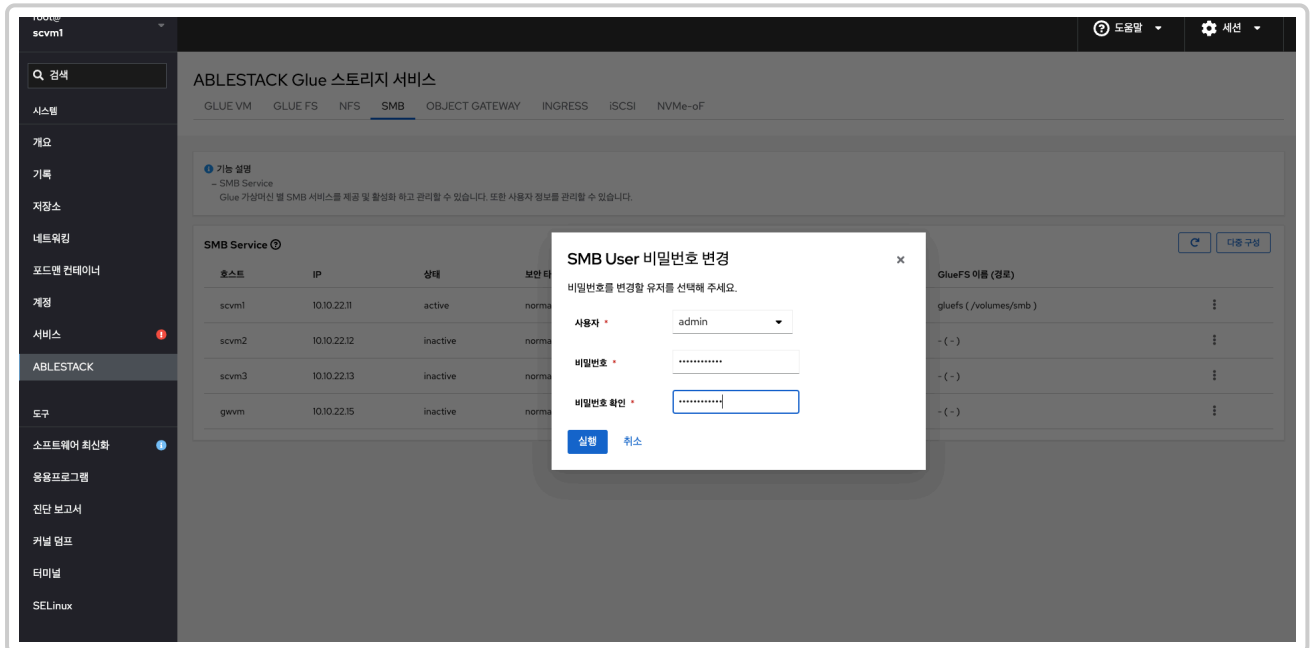 root@
scvm1
도움말
세션
검색
시스템
개요
기록
저장소
네트워킹
포드맨 컨테이너
계정
서비스
ABLESTACK
도구
소프트웨어 최신화
응용프로그램
진단 보고서
커널 덤프
터미널
SELinux
ABLESTACK Glue 스토리지 서비스
GLUE VM GLUE FS NFS SMB OBJECT GATEWAY INGRESS iSCSI NVMe-oF
기능 설명
– SMB Service
Glue 가상머신 별 SMB 서비스를 제공 및 활성화 하고 관리할 수 있습니다. 또한 사용자 정보를 관리할 수 있습니다.
SMB Service
다중 구성
호스트 IP 상태 보안 타 GlueFS 이름 (경로)
scvm1 10.10.22.11 active norma gluefs ( /volumes/smb )
scvm2 10.10.22.12 inactive norma - ( - )
scvm3 10.10.22.13 inactive norma - ( - )
gwvm 10.10.22.15 inactive norma - ( - )
SMB User 비밀번호 변경
비밀번호를 변경할 유저를 선택해 주세요.
사용자 * admin
비밀번호 * ••••••••••••
비밀번호 확인 * ••••••••••••
실행 취소